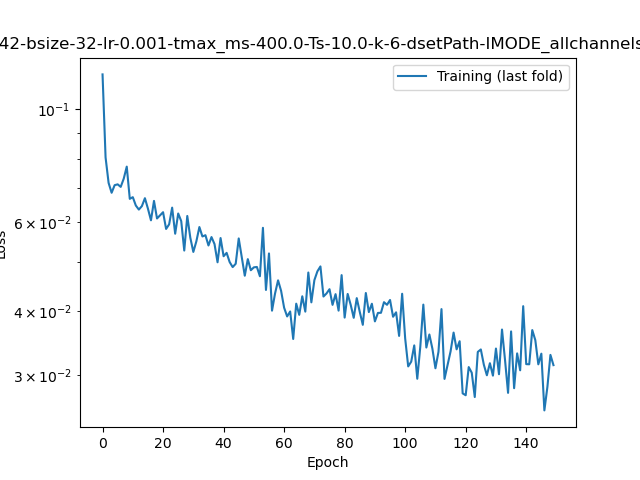 42-bsize-32-lr-0.001-tmax_ms-400.0-Ts-10.0-k-6-dsetPath-IMODE_allchannels
Training (last fold)
10⁻¹
6 × 10⁻²
4 × 10⁻²
3 × 10⁻²
Loss
0 20 40 60 80 100 120 140
Epoch